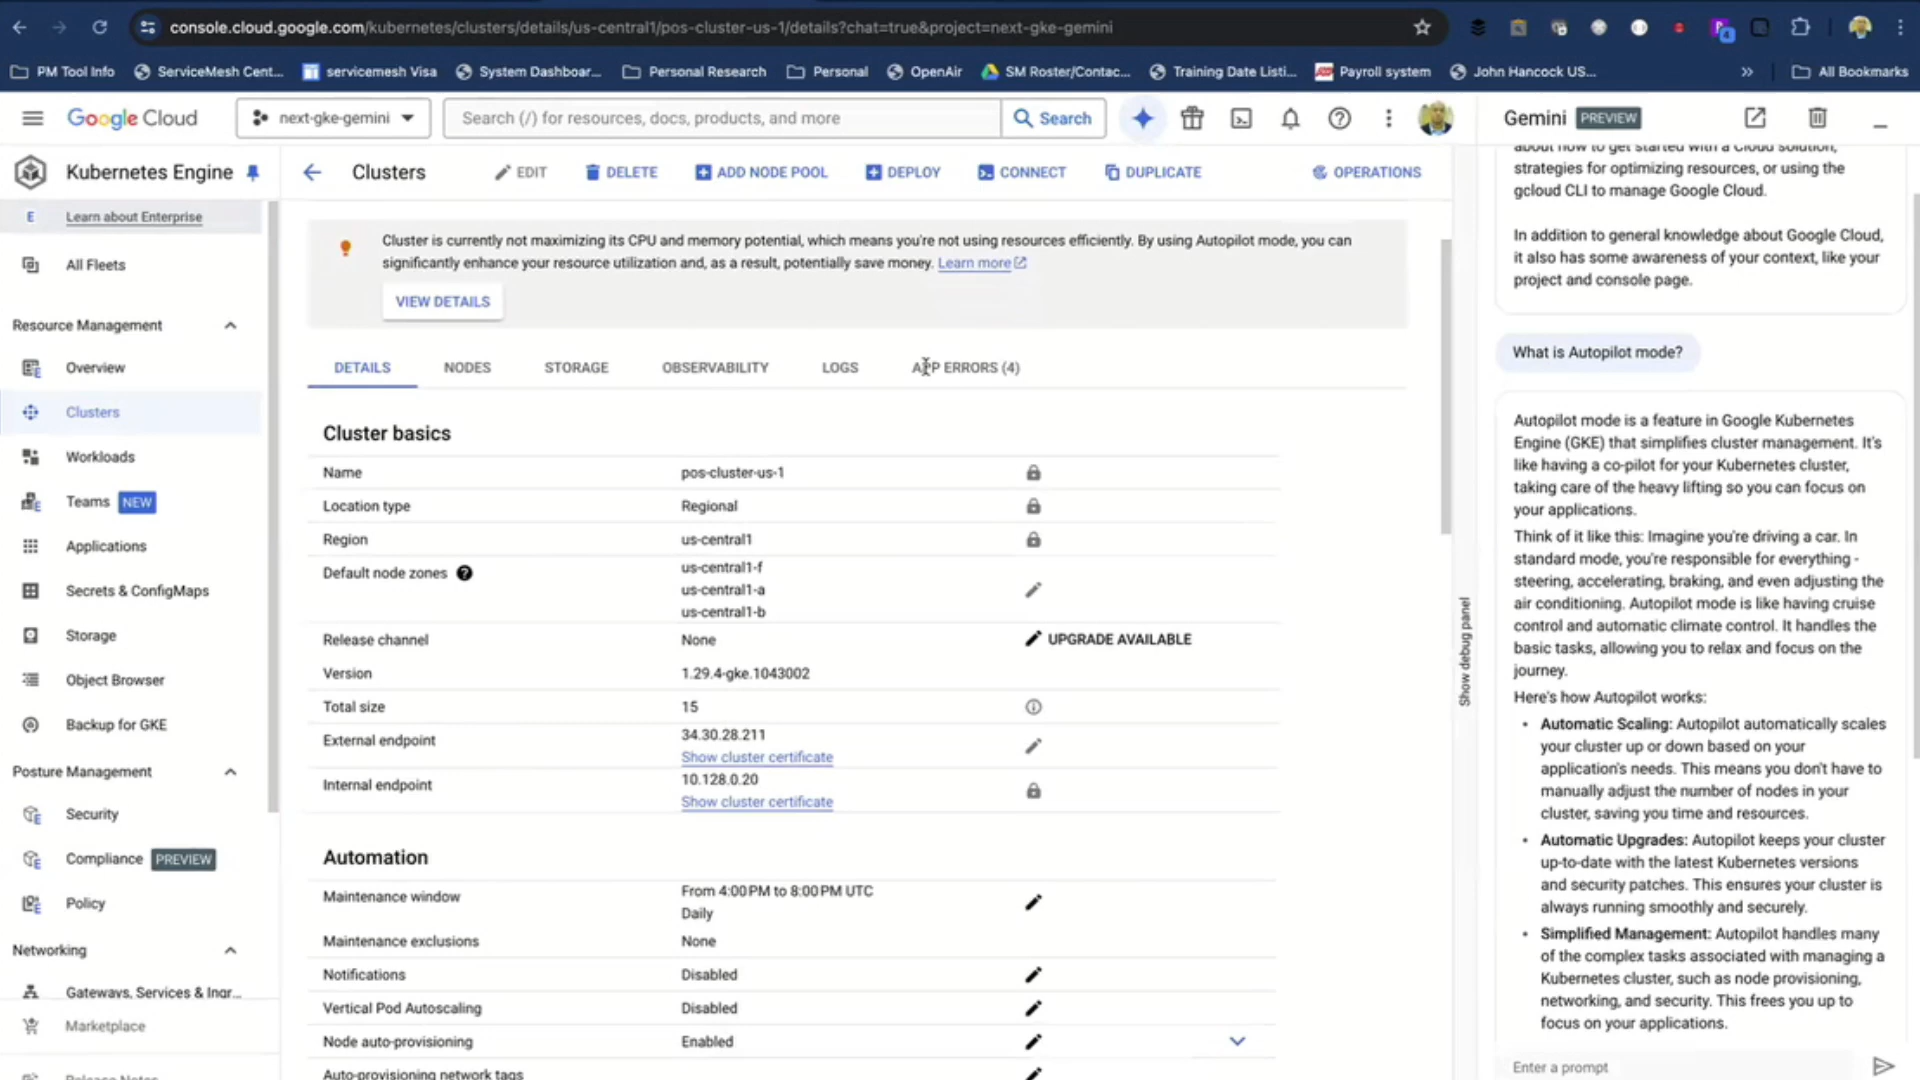 console.cloud.google.com/kubernetes/clusters/details/us-central1/pos-cluster-us-1/details?chat=true&project=next-gke-gemini
PM Tool Info
ServiceMesh Cent...
servicemesh Visa
System Dashboar...
Personal Research
Personal
OpenAir
SM Roster/Contac...
Training Date Listi...
Payroll system
John Hancock US...
All Bookmarks
Google Cloud
next-gke-gemini
Search (/) for resources, docs, products, and more
Search
Gemini PREVIEW
Kubernetes Engine
E Learn about Enterprise
All Fleets
Resource Management
Overview
Clusters
Workloads
Teams NEW
Applications
Secrets & ConfigMaps
Storage
Object Browser
Backup for GKE
Posture Management
Security
Compliance PREVIEW
Policy
Networking
Gateways, Services & Ingr...
Marketplace
Release Notes
Clusters
EDIT
DELETE
ADD NODE POOL
DEPLOY
CONNECT
DUPLICATE
OPERATIONS
Cluster is currently not maximizing its CPU and memory potential, which means you're not using resources efficiently. By using Autopilot mode, you can
significantly enhance your resource utilization and, as a result, potentially save money. Learn more
VIEW DETAILS
DETAILS
NODES
STORAGE
OBSERVABILITY
LOGS
APP ERRORS (4)
Cluster basics
Name pos-cluster-us-1
Location type Regional
Region us-central1
Default node zones us-central1-f
us-central1-a
us-central1-b
Release channel None UPGRADE AVAILABLE
Version 1.29.4-gke.1043002
Total size 15
External endpoint 34.30.28.211
Show cluster certificate
Internal endpoint 10.128.0.20
Show cluster certificate
Automation
Maintenance window From 4:00 PM to 8:00 PM UTC
Daily
Maintenance exclusions None
Notifications Disabled
Vertical Pod Autoscaling Disabled
Node auto-provisioning Enabled
Auto-provisioning network tags
Show debug panel
about how to get started with a Cloud solution,
strategies for optimizing resources, or using the
gcloud CLI to manage Google Cloud.
In addition to general knowledge about Google Cloud,
it also has some awareness of your context, like your
project and console page.
What is Autopilot mode?
Autopilot mode is a feature in Google Kubernetes
Engine (GKE) that simplifies cluster management. It's
like having a co-pilot for your Kubernetes cluster,
taking care of the heavy lifting so you can focus on
your applications.
Think of it like this: Imagine you're driving a car. In
standard mode, you're responsible for everything -
steering, accelerating, braking, and even adjusting the
air conditioning. Autopilot mode is like having cruise
control and automatic climate control. It handles the
basic tasks, allowing you to relax and focus on the
journey.
Here's how Autopilot works:
• Automatic Scaling: Autopilot automatically scales
your cluster up or down based on your
application's needs. This means you don't have to
manually adjust the number of nodes in your
cluster, saving you time and resources.
• Automatic Upgrades: Autopilot keeps your cluster
up-to-date with the latest Kubernetes versions
and security patches. This ensures your cluster is
always running smoothly and securely.
• Simplified Management: Autopilot handles many
of the complex tasks associated with managing a
Kubernetes cluster, such as node provisioning,
networking, and security. This frees you up to
focus on your applications.
Enter a prompt